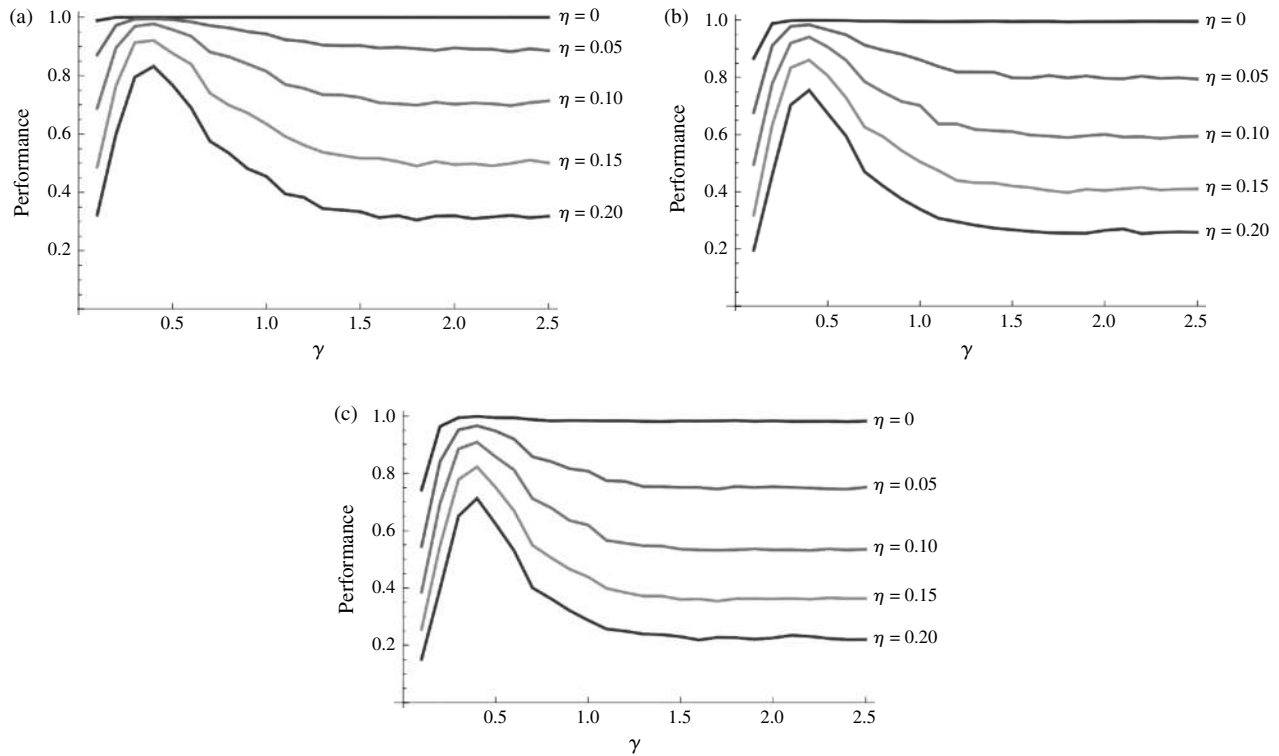 (a)
1.0
0.8
0.6
0.4
0.2
Performance
η = 0
η = 0.05
η = 0.10
η = 0.15
η = 0.20
0.5 1.0 1.5 2.0 2.5
γ
(b)
1.0
0.8
0.6
0.4
0.2
Performance
η = 0
η = 0.05
η = 0.10
η = 0.15
η = 0.20
0.5 1.0 1.5 2.0 2.5
γ
(c)
1.0
0.8
0.6
0.4
0.2
Performance
η = 0
η = 0.05
η = 0.10
η = 0.15
η = 0.20
0.5 1.0 1.5 2.0 2.5
γ